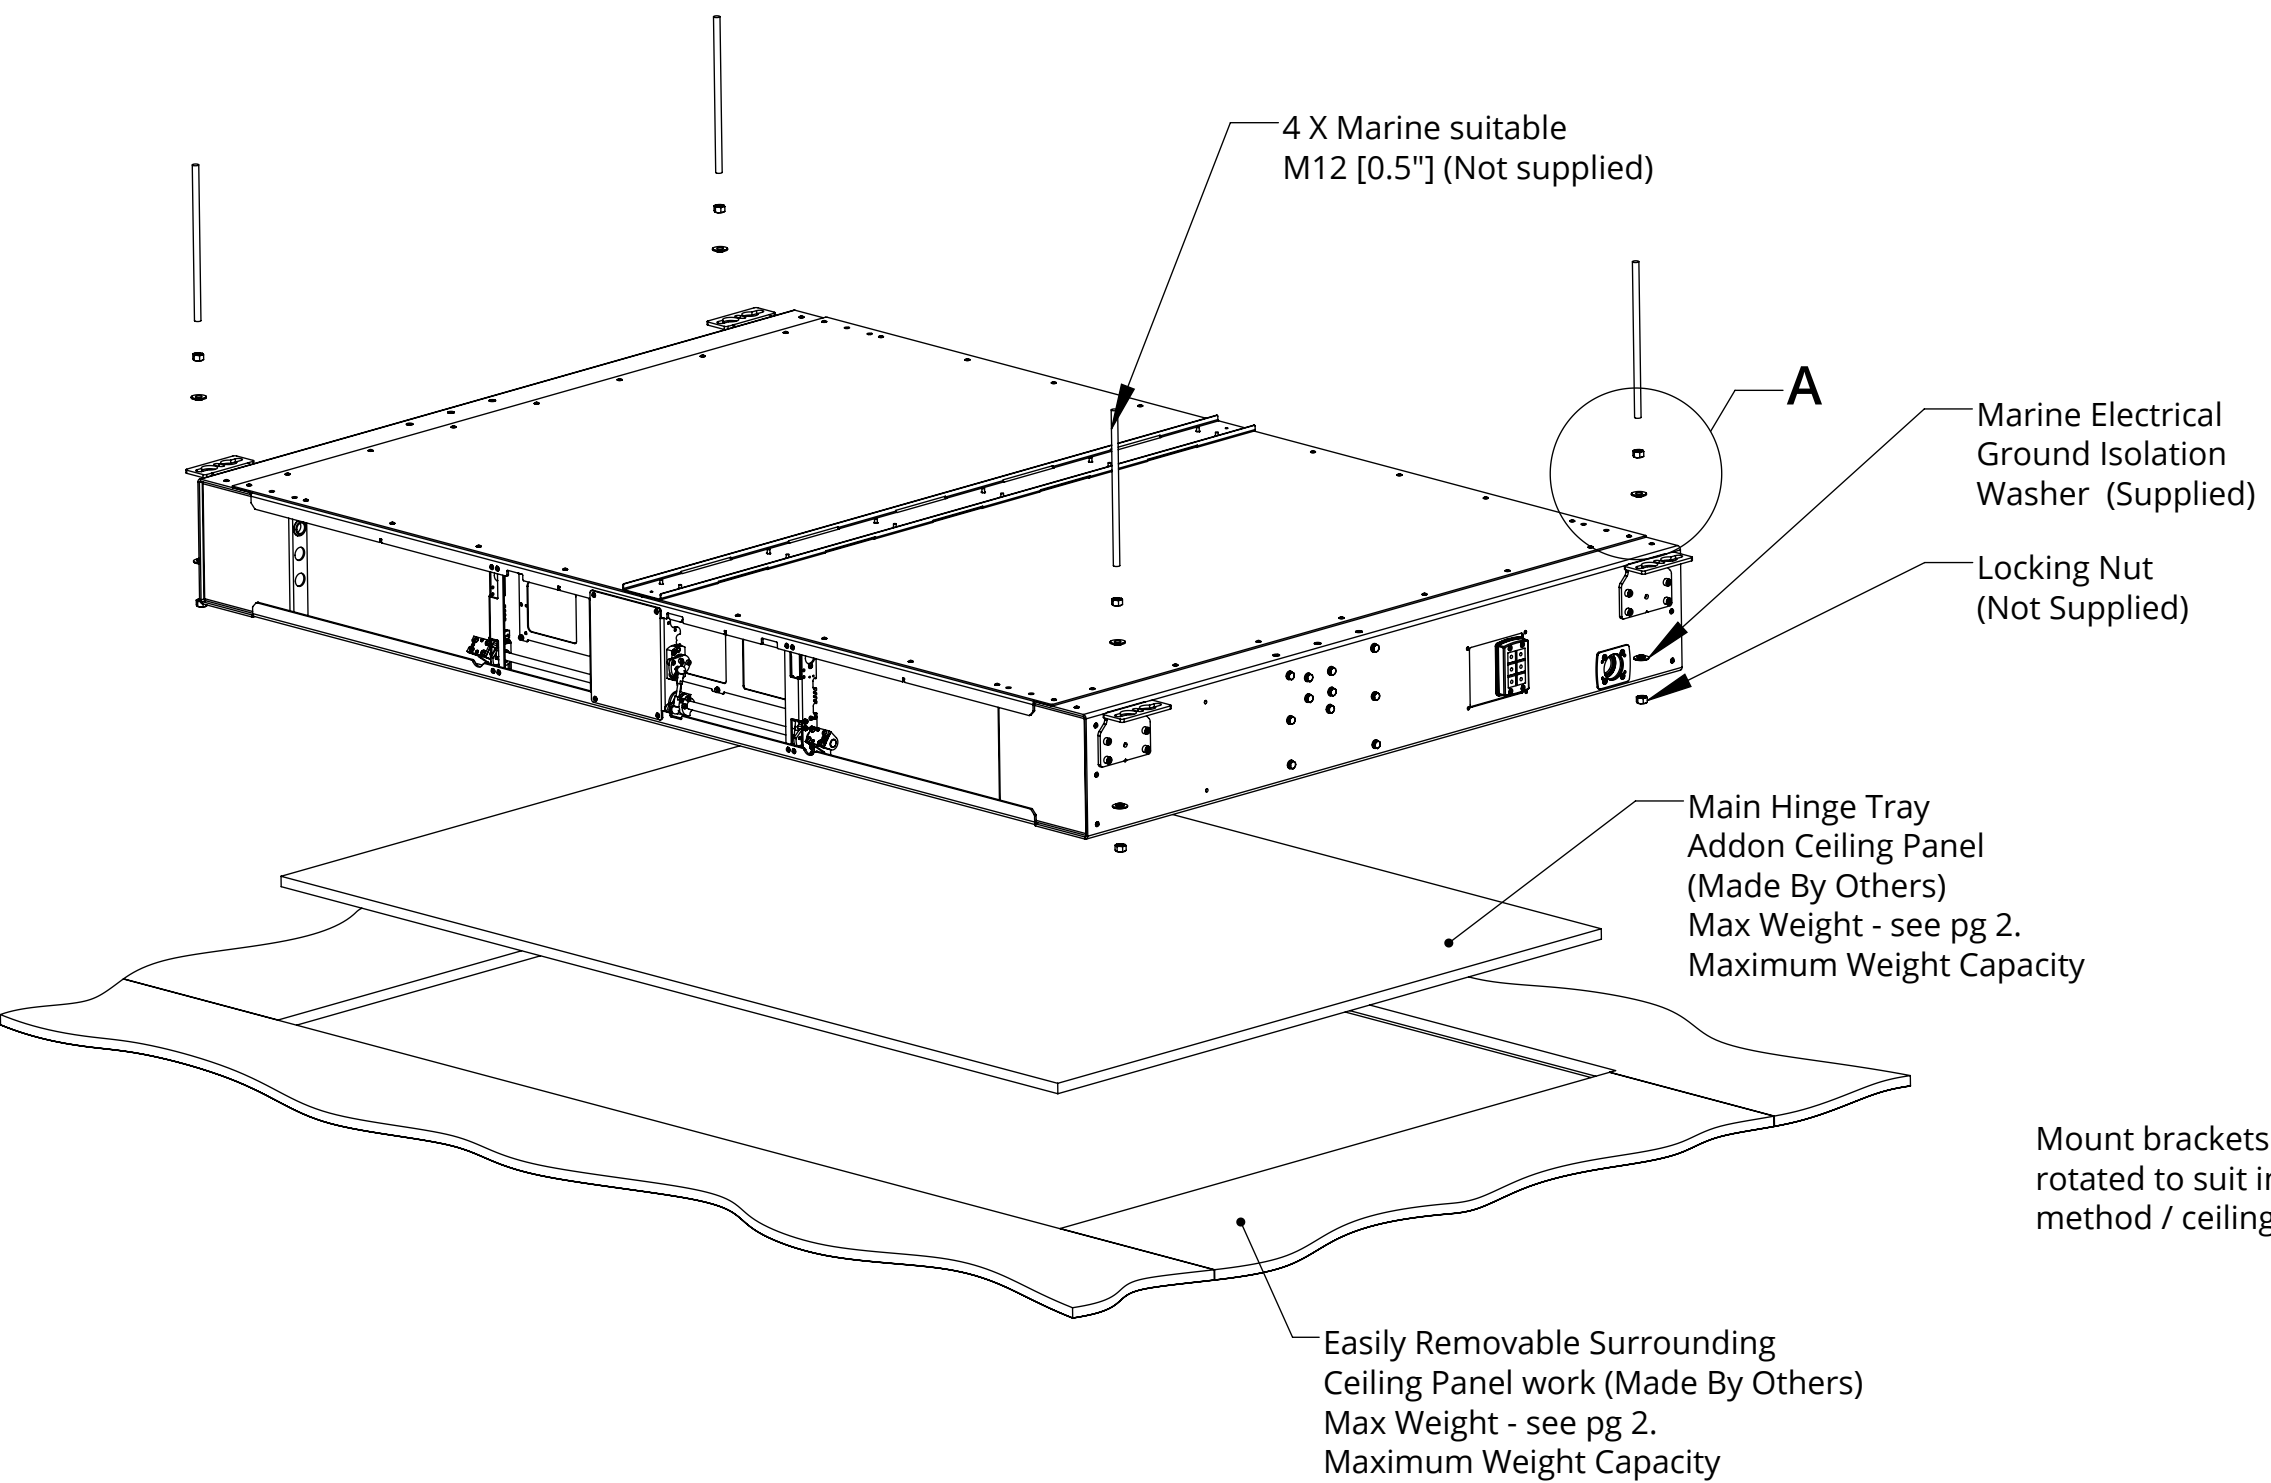 4 X Marine suitable
M12 [0.5"] (Not supplied)
A
Marine Electrical
Ground Isolation
Washer (Supplied)
Locking Nut
(Not Supplied)
Main Hinge Tray
Addon Ceiling Panel
(Made By Others)
Max Weight - see pg 2.
Maximum Weight Capacity
Mount brackets
rotated to suit
method / ceiling
Easily Removable Surrounding
Ceiling Panel work (Made By Others)
Max Weight - see pg 2.
Maximum Weight Capacity